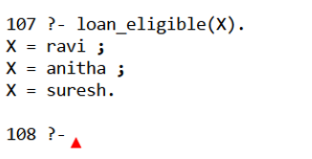 107 ?- loan_eligible(X).
X = ravi ;
X = anitha ;
X = suresh.
108 ?-